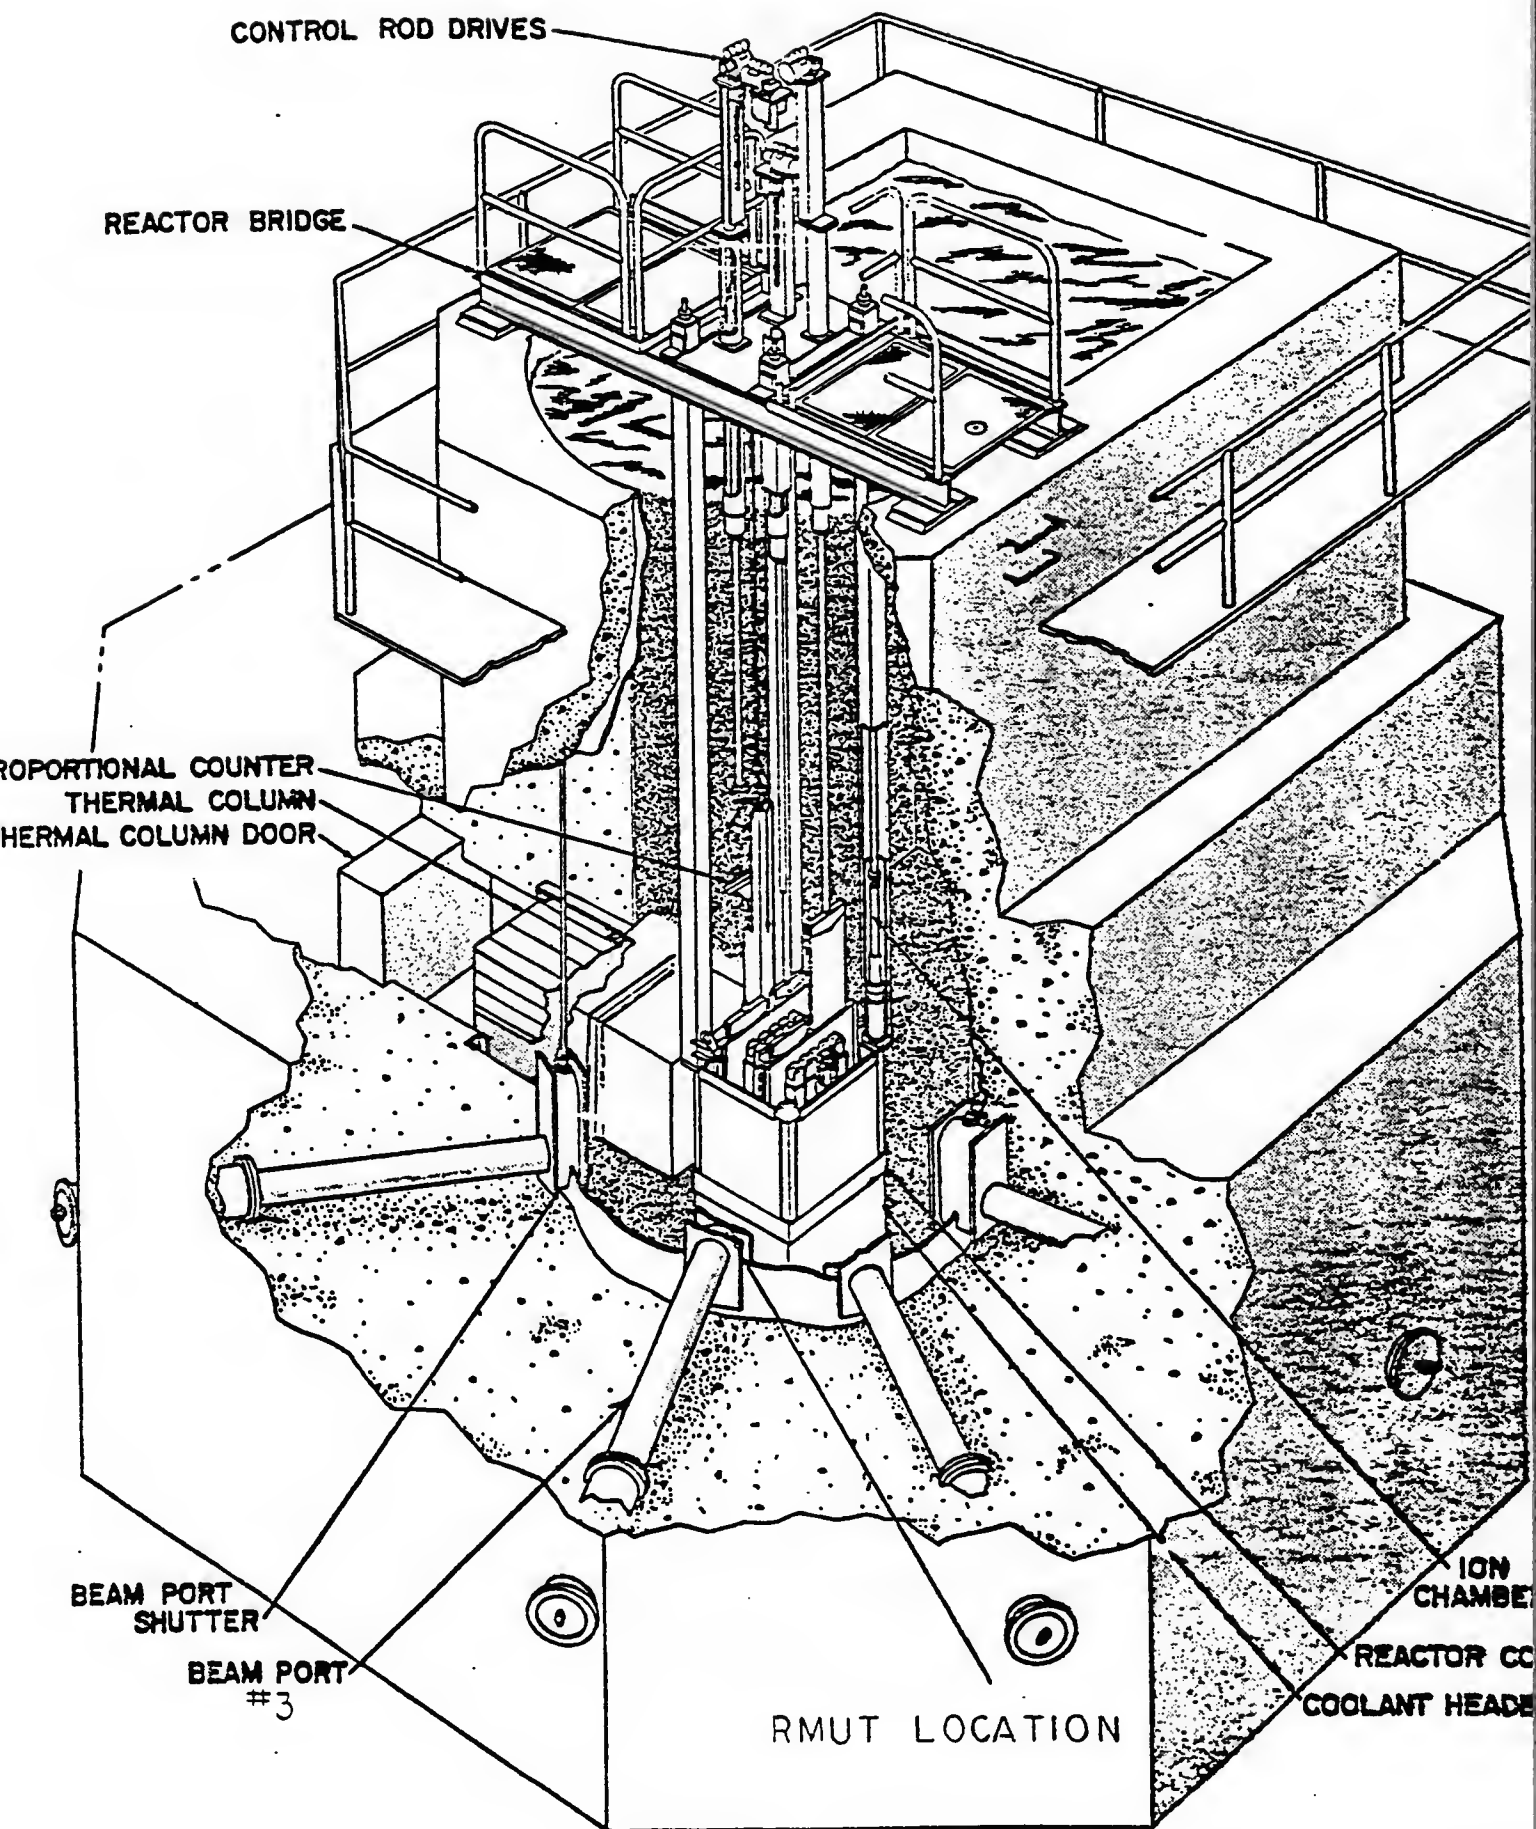 CONTROL ROD DRIVES
REACTOR BRIDGE
ROPORTIONAL COUNTER
THERMAL COLUMN
HERMAL COLUMN DOOR
BEAM PORT
SHUTTER
BEAM PORT
#3
RMUT LOCATION
ION
CHAMBE
REACTOR CO
COOLANT HEADE